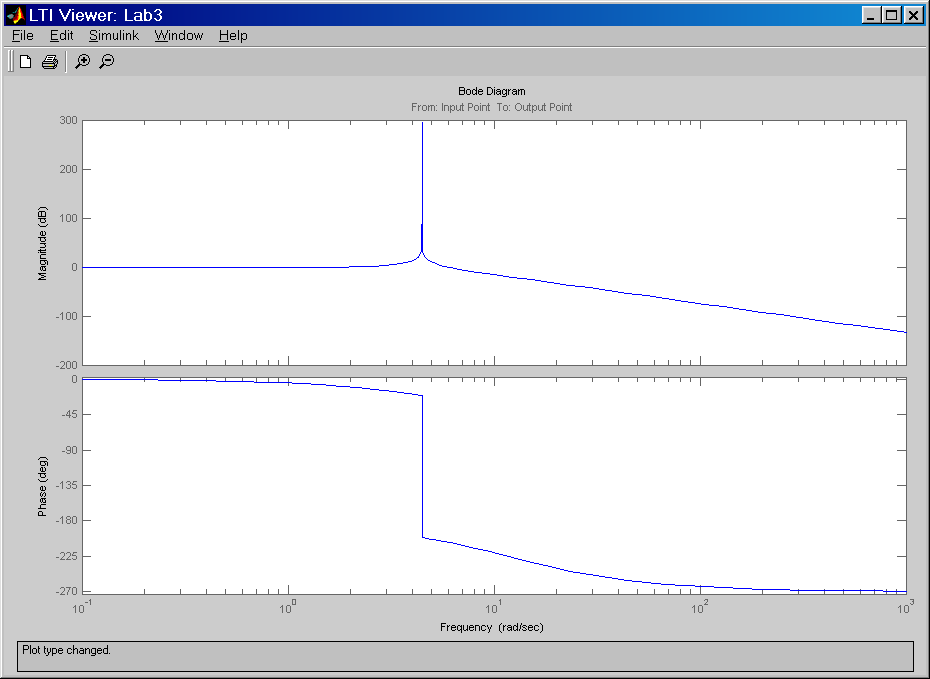 LTI Viewer: Lab3
File Edit Simulink Window Help
Bode Diagram
From: Input Point To: Output Point
Magnitude (dB)
300
200
100
0
-100
-200
Phase (deg)
0
-45
-90
-135
-180
-225
-270
10^-1 10^0 10^1 10^2 10^3
Frequency (rad/sec)
Plot type changed.